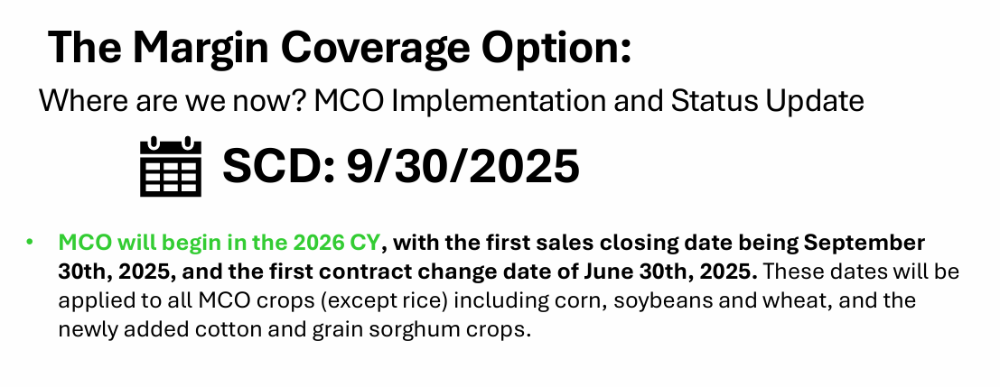 The Margin Coverage Option:
Where are we now? MCO Implementation and Status Update
SCD: 9/30/2025
• MCO will begin in the 2026 CY, with the first sales closing date being September
30th, 2025, and the first contract change date of June 30th, 2025. These dates will be
applied to all MCO crops (except rice) including corn, soybeans and wheat, and the
newly added cotton and grain sorghum crops.